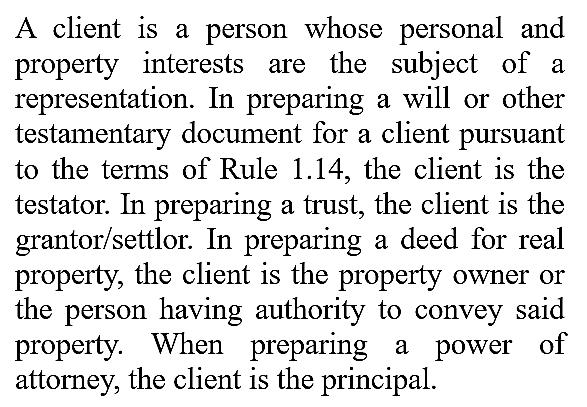 A client is a person whose personal and
property interests are the subject of a
representation. In preparing a will or other
testamentary document for a client pursuant
to the terms of Rule 1.14, the client is the
testator. In preparing a trust, the client is the
grantor/settlor. In preparing a deed for real
property, the client is the property owner or
the person having authority to convey said
property. When preparing a power of
attorney, the client is the principal.